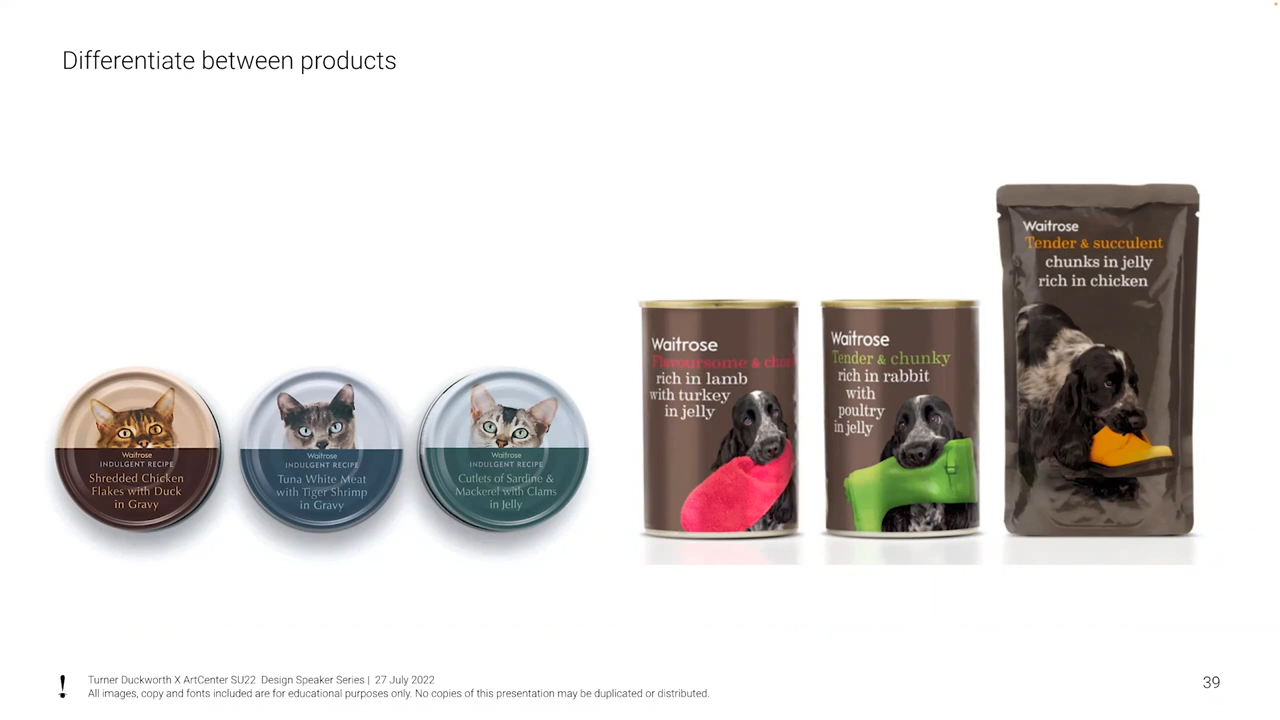 Differentiate between products
Waitrose
INDULGENT RECIPE
Shredded Chicken
Flakes with Duck
in Gravy
Waitrose
INDULGENT RECIPE
Tuna White Meat
with Tiger Shrimp
in Gravy
Waitrose
INDULGENT RECIPE
Cutlets of Sardine &
Mackerel with Clams
in Jelly
Waitrose
Flavoursome &
rich in lamb
with turkey
in jelly
Waitrose
Tender & chunky
rich in rabbit
with
poultry
in jelly
Waitrose
Tender & succulent
chunks in jelly
rich in chicken
! Turner Duckworth X ArtCenter SU22 Design Speaker Series | 27 July 2022
All images, copy and fonts included are for educational purposes only. No copies of this presentation may be duplicated or distributed.
39